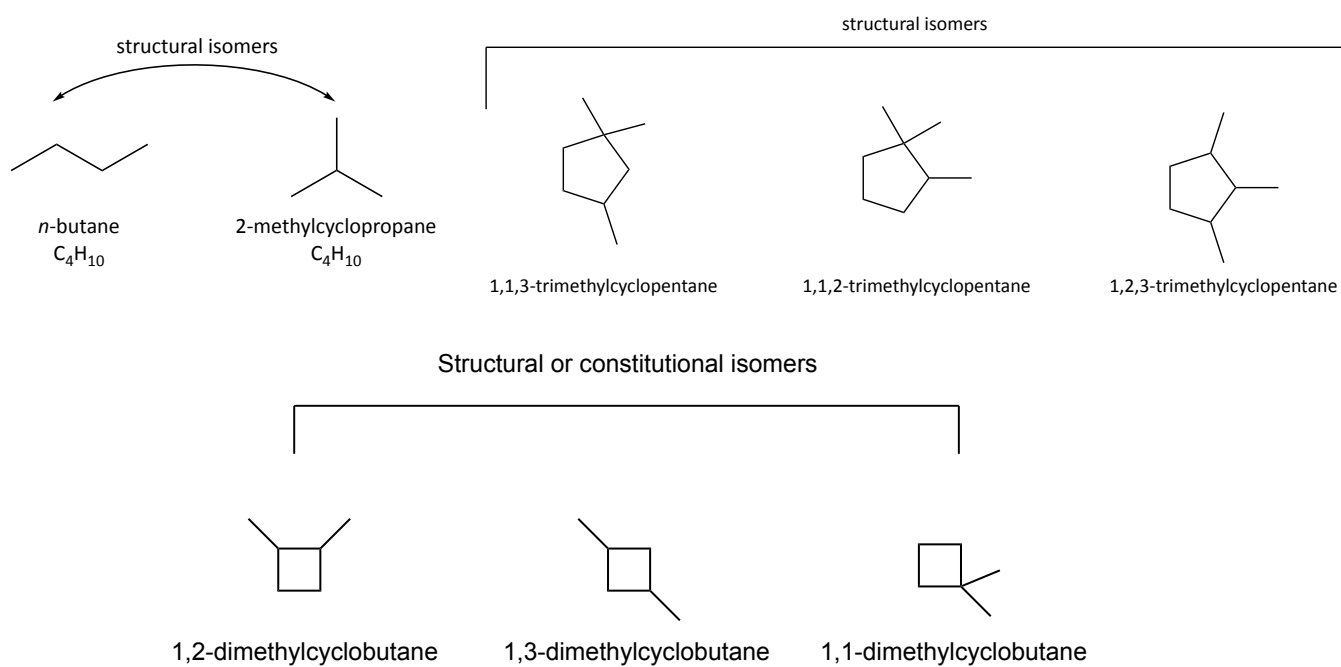 structural isomers
structural isomers
n-butane
C₄H₁₀
2-methylcyclopropane
C₄H₁₀
1,1,3-trimethylcyclopentane
1,1,2-trimethylcyclopentane
1,2,3-trimethylcyclopentane
Structural or constitutional isomers
1,2-dimethylcyclobutane
1,3-dimethylcyclobutane
1,1-dimethylcyclobutane